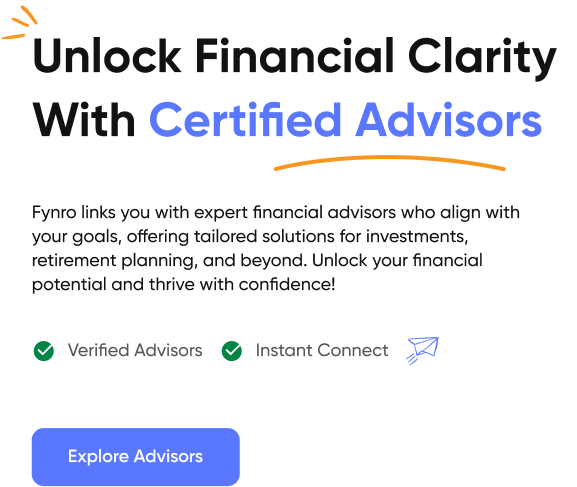 Unlock Financial Clarity
With Certified Advisors
Fynro links you with expert financial advisors who align with
your goals, offering tailored solutions for investments,
retirement planning, and beyond. Unlock your financial
potential and thrive with confidence!
Verified Advisors Instant Connect
Explore Advisors